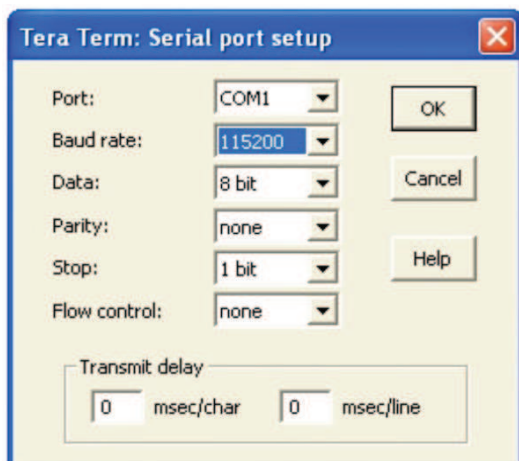 Tera Term: Serial port setup
Port: COM1 OK
Baud rate: 115200
Data: 8 bit Cancel
Parity: none
Stop: 1 bit Help
Flow control: none
Transmit delay
0 msec/char 0 msec/line